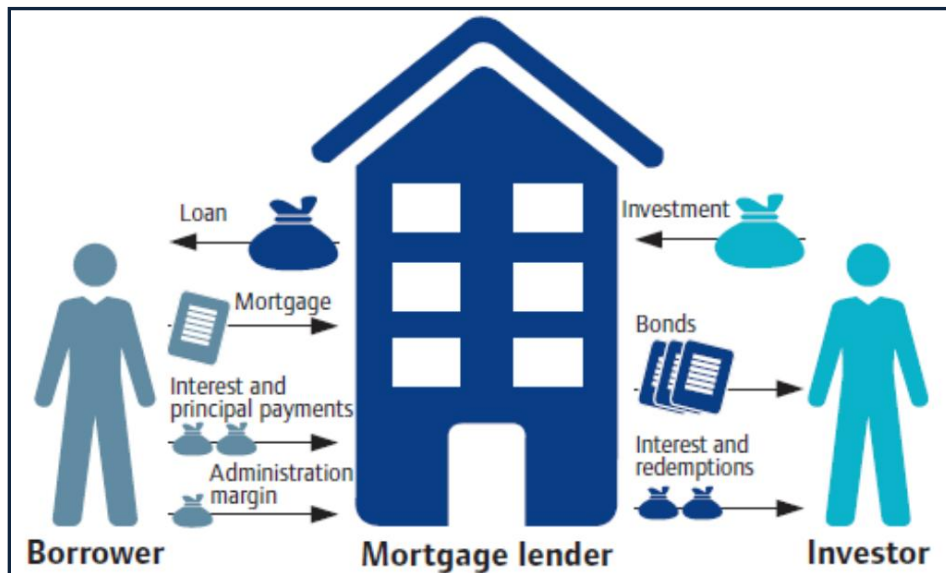 Loan
Investment
Mortgage
Bonds
Interest and
principal payments
Interest and
redemptions
Administration
margin
Borrower
Mortgage lender
Investor